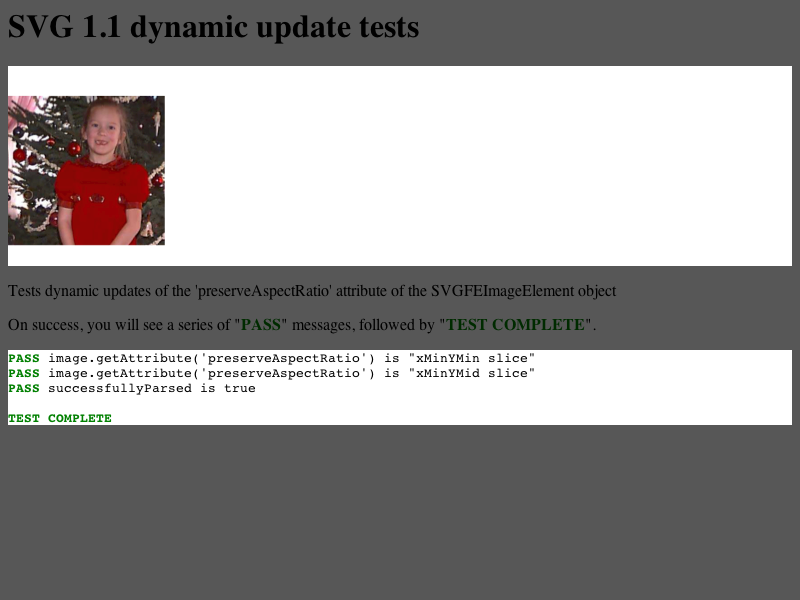 SVG 1.1 dynamic update tests
Tests dynamic updates of the 'preserveAspectRatio' attribute of the SVGFEImageElement object
On success, you will see a series of "PASS" messages, followed by "TEST COMPLETE".
PASS image.getAttribute('preserveAspectRatio') is "xMinYMin slice"
PASS image.getAttribute('preserveAspectRatio') is "xMinYMid slice"
PASS successfullyParsed is true
TEST COMPLETE